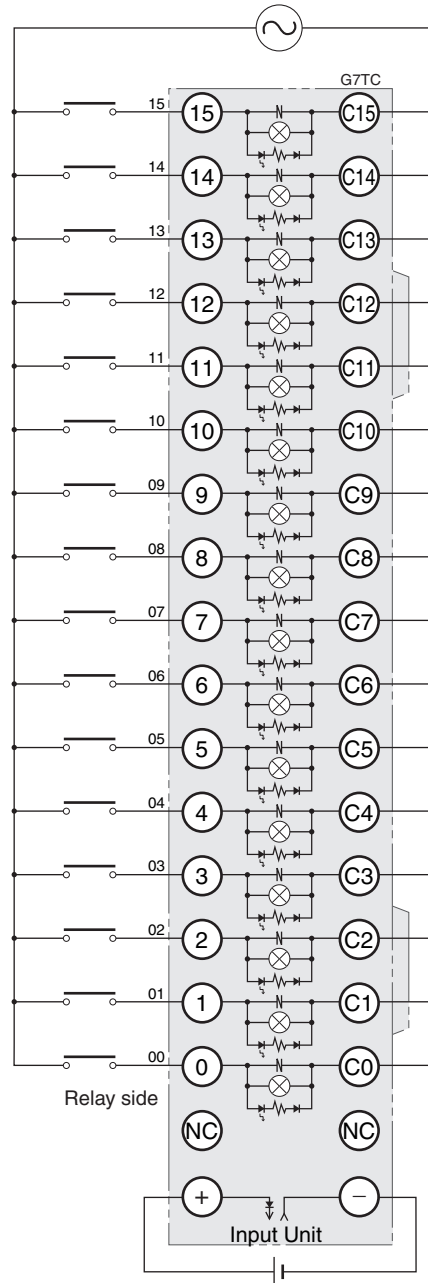 G7TC
15 15 C15
14 14 C14
13 13 C13
12 12 C12
11 11 C11
10 10 C10
09 9 C9
08 8 C8
07 7 C7
06 6 C6
05 5 C5
04 4 C4
03 3 C3
02 2 C2
01 1 C1
00 0 C0
Relay side
NC NC
+ −
Input Unit